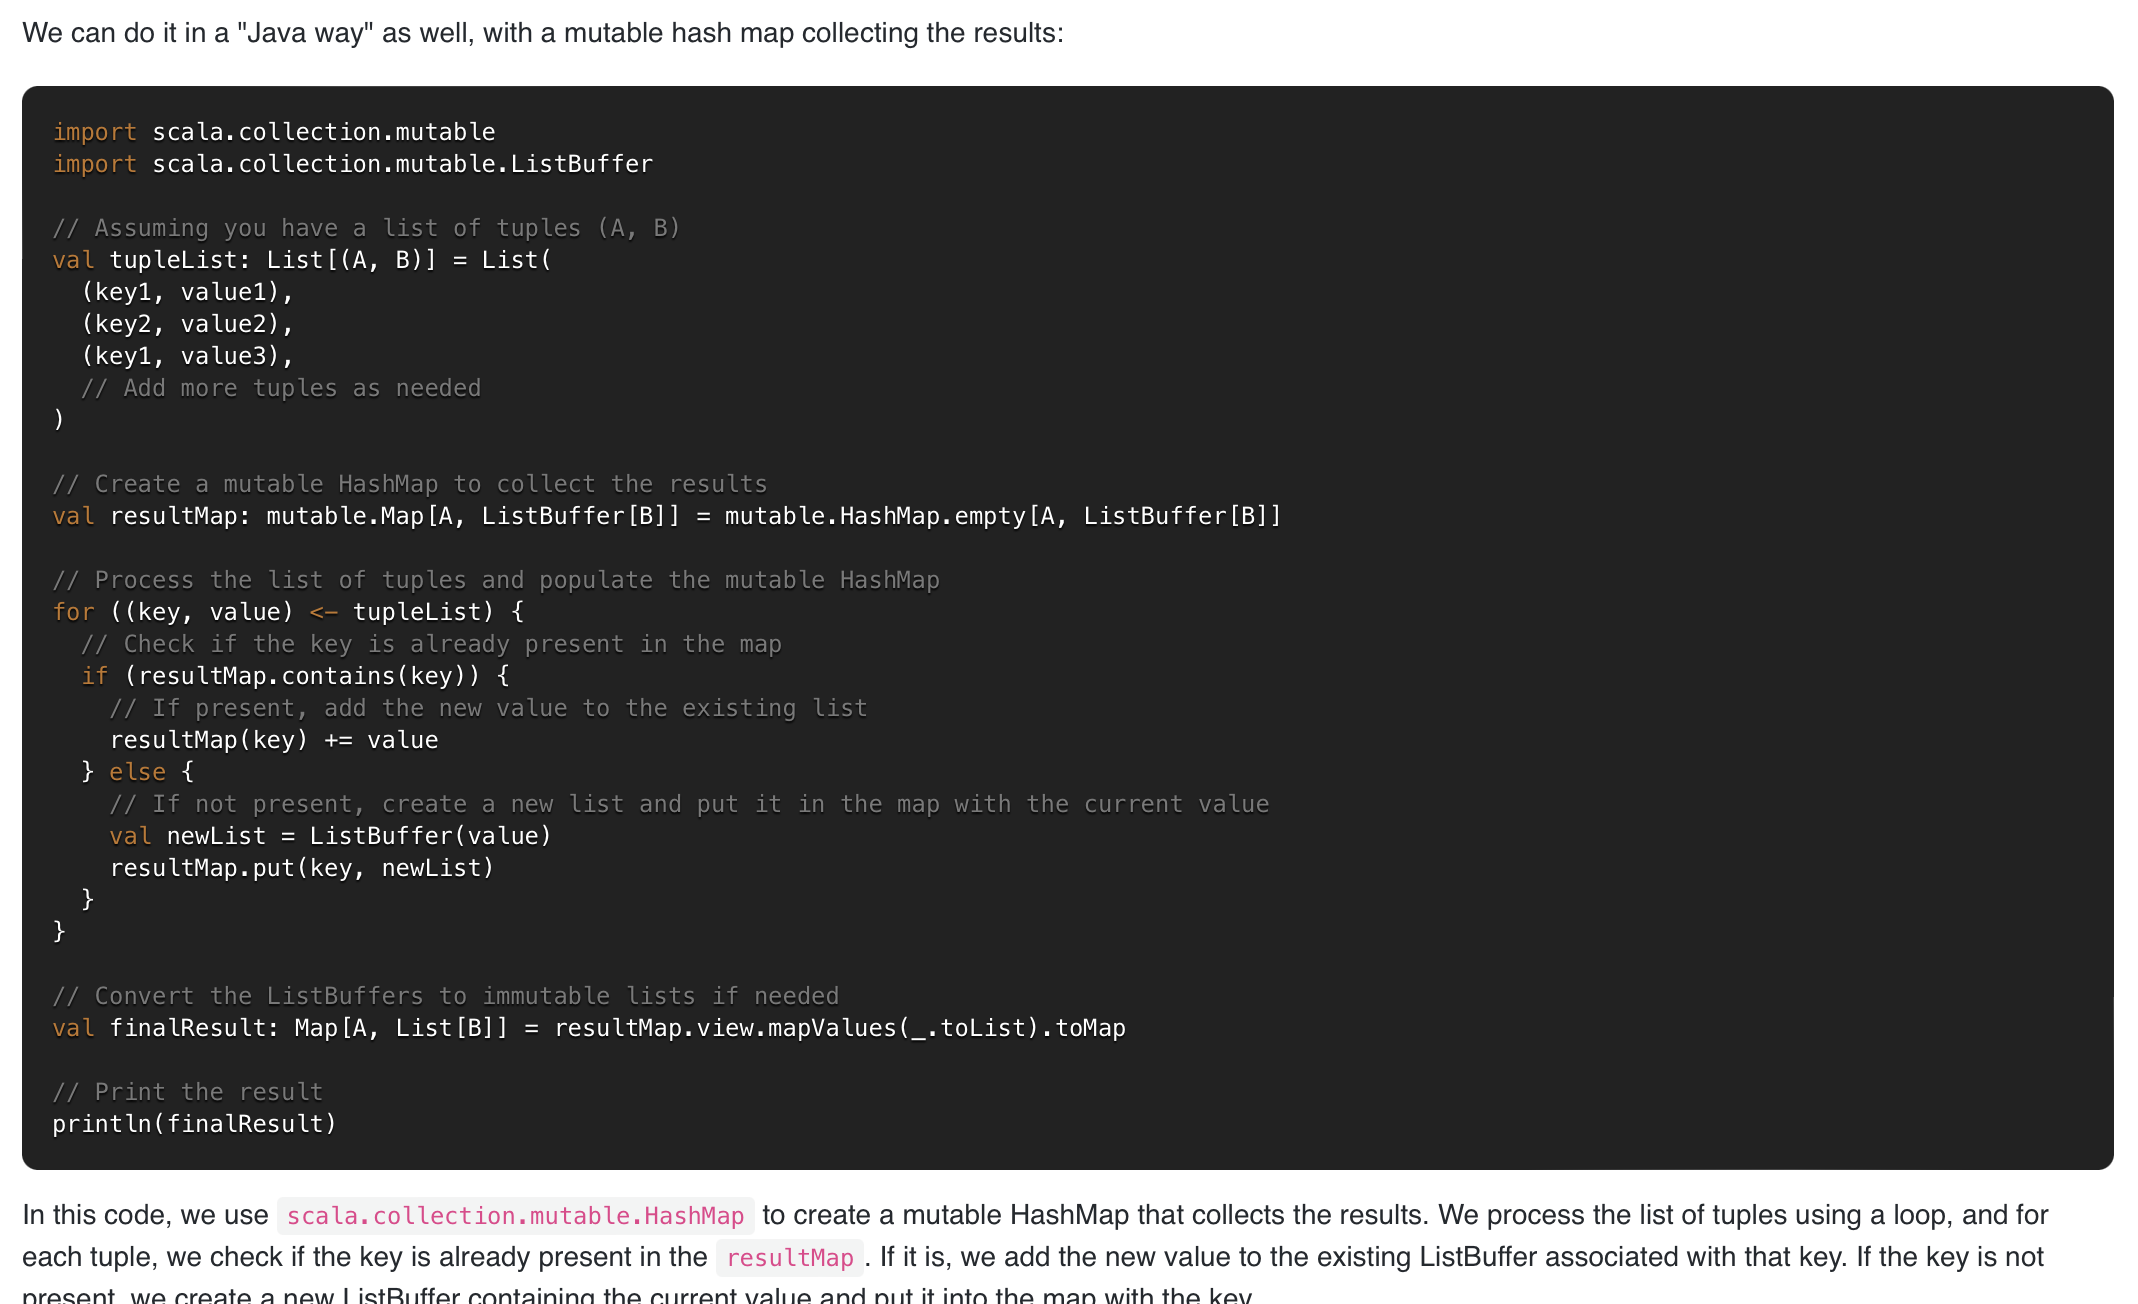 We can do it in a "Java way" as well, with a mutable hash map collecting the results:
import scala.collection.mutable
import scala.collection.mutable.ListBuffer
// Assuming you have a list of tuples (A, B)
val tupleList: List[(A, B)] = List(
  (key1, value1),
  (key2, value2),
  (key1, value3),
  // Add more tuples as needed
)
// Create a mutable HashMap to collect the results
val resultMap: mutable.Map[A, ListBuffer[B]] = mutable.HashMap.empty[A, ListBuffer[B]]
// Process the list of tuples and populate the mutable HashMap
for ((key, value) <- tupleList) {
  // Check if the key is already present in the map
  if (resultMap.contains(key)) {
    // If present, add the new value to the existing list
    resultMap(key) += value
  } else {
    // If not present, create a new list and put it in the map with the current value
    val newList = ListBuffer(value)
    resultMap.put(key, newList)
  }
}
// Convert the ListBuffers to immutable lists if needed
val finalResult: Map[A, List[B]] = resultMap.view.mapValues(_.toList).toMap
// Print the result
println(finalResult)
In this code, we use scala.collection.mutable.HashMap to create a mutable HashMap that collects the results. We process the list of tuples using a loop, and for
each tuple, we check if the key is already present in the resultMap. If it is, we add the new value to the existing ListBuffer associated with that key. If the key is not
present, we create a new ListBuffer containing the current value and put it into the map with the key.